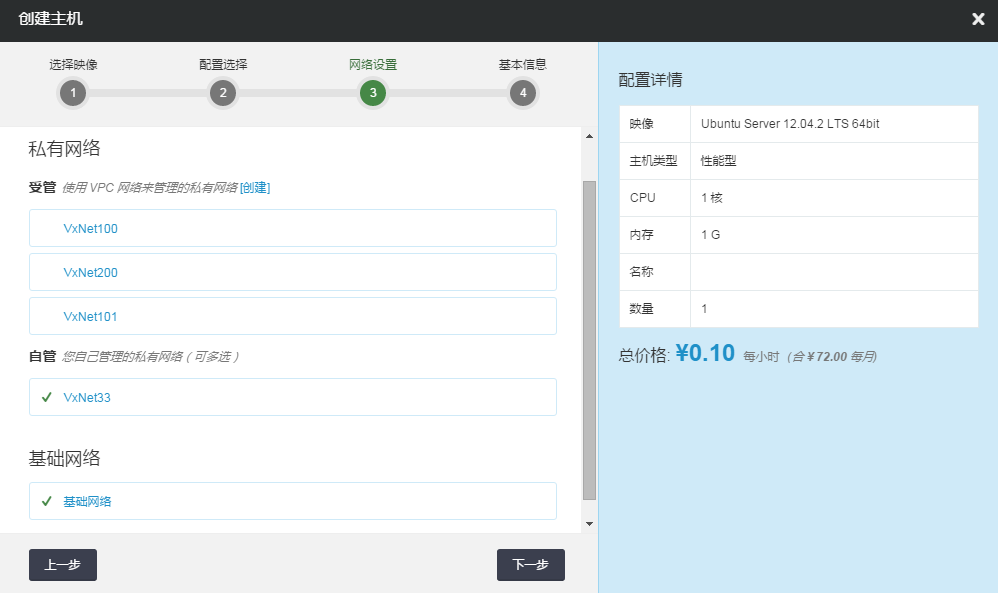 创建主机
选择映像 配置选择 网络设置 基本信息
1 2 3 4
私有网络
受管 使用 VPC 网络来管理的私有网络 [创建]
VxNet100
VxNet200
VxNet101
自管 您自己管理的私有网络 ( 可多选 )
VxNet33
基础网络
基础网络
上一步 下一步
配置详情
映像 Ubuntu Server 12.04.2 LTS 64bit
主机类型 性能型
CPU 1 核
内存 1 G
名称
数量 1
总价格: ¥0.10 每小时 (合 ¥ 72.00 每月)